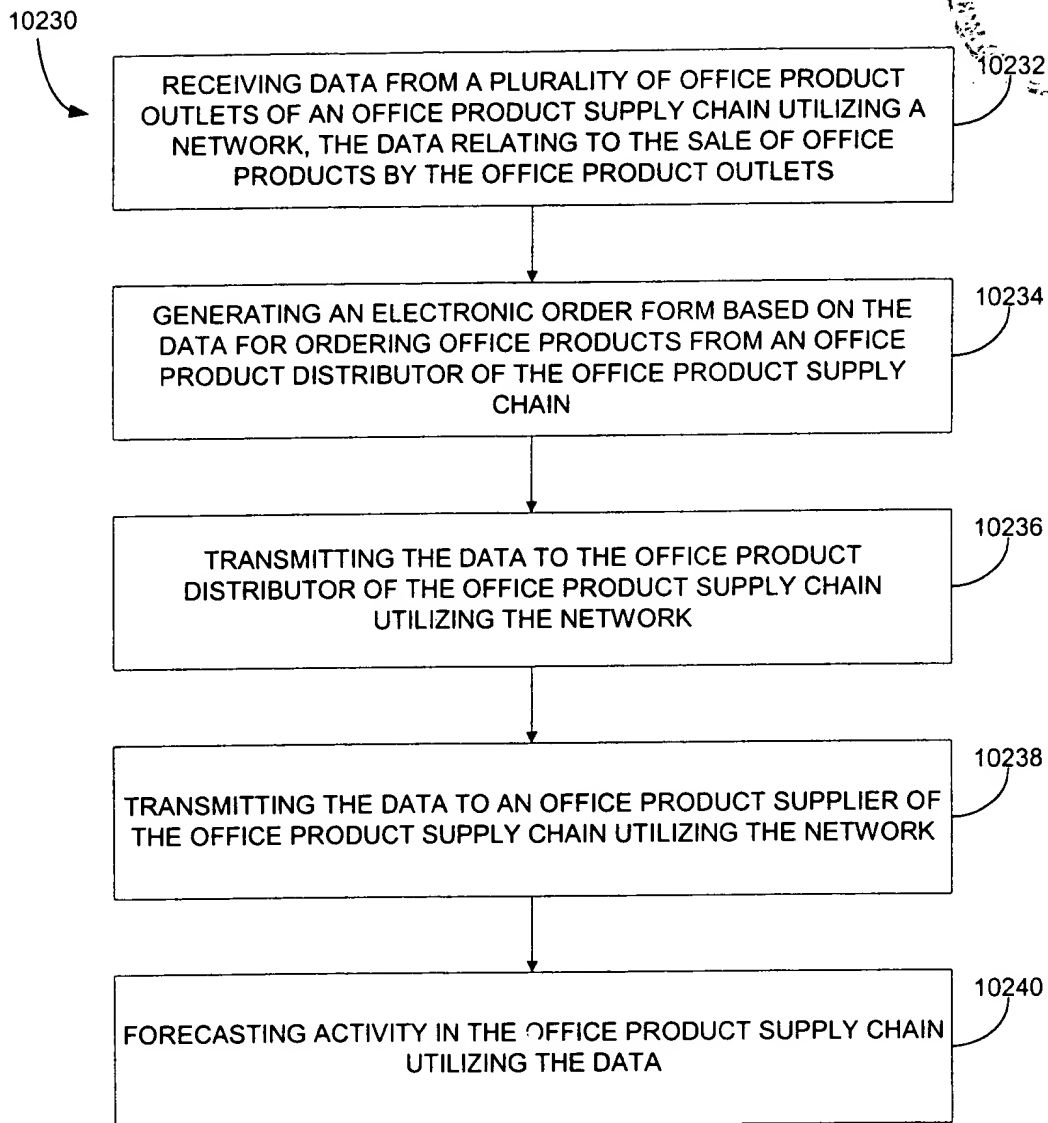 10230
10232
RECEIVING DATA FROM A PLURALITY OF OFFICE PRODUCT
OUTLETS OF AN OFFICE PRODUCT SUPPLY CHAIN UTILIZING A
NETWORK, THE DATA RELATING TO THE SALE OF OFFICE
PRODUCTS BY THE OFFICE PRODUCT OUTLETS
10234
GENERATING AN ELECTRONIC ORDER FORM BASED ON THE
DATA FOR ORDERING OFFICE PRODUCTS FROM AN OFFICE
PRODUCT DISTRIBUTOR OF THE OFFICE PRODUCT SUPPLY
CHAIN
10236
TRANSMITTING THE DATA TO THE OFFICE PRODUCT
DISTRIBUTOR OF THE OFFICE PRODUCT SUPPLY CHAIN
UTILIZING THE NETWORK
10238
TRANSMITTING THE DATA TO AN OFFICE PRODUCT SUPPLIER OF
THE OFFICE PRODUCT SUPPLY CHAIN UTILIZING THE NETWORK
10240
FORECASTING ACTIVITY IN THE OFFICE PRODUCT SUPPLY CHAIN
UTILIZING THE DATA